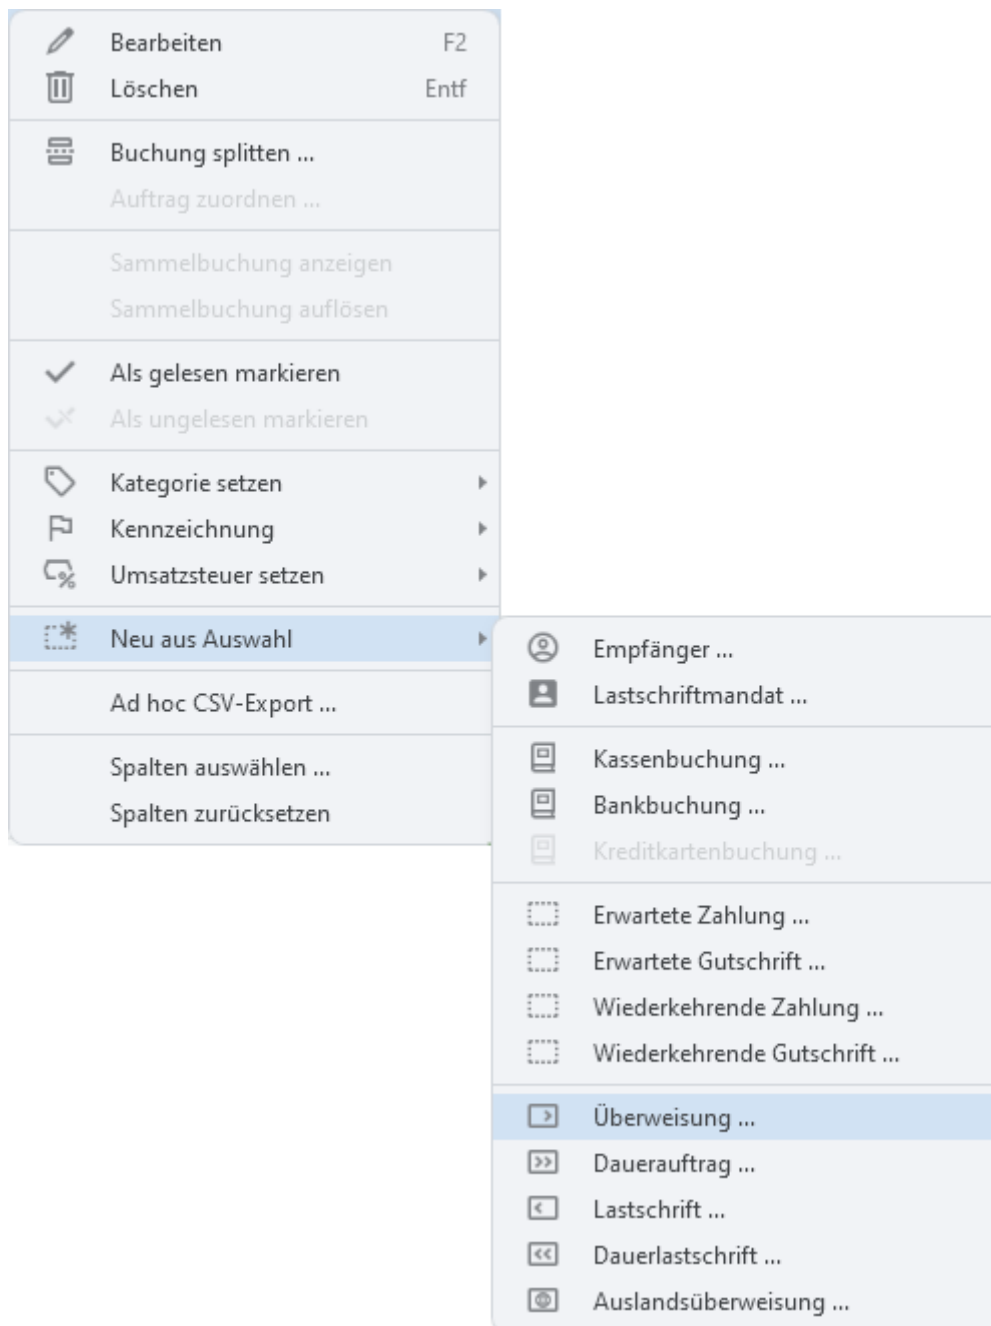 Bearbeiten F2
Löschen Entf
Buchung splitten ...
Auftrag zuordnen ...
Sammelbuchung anzeigen
Sammelbuchung auflösen
Als gelesen markieren
Als ungelesen markieren
Kategorie setzen
Kennzeichnung
Umsatzsteuer setzen
Neu aus Auswahl
Ad hoc CSV-Export ...
Spalten auswählen ...
Spalten zurücksetzen
Empfänger ...
Lastschriftmandat ...
Kassenbuchung ...
Bankbuchung ...
Kreditkartenbuchung ...
Erwartete Zahlung ...
Erwartete Gutschrift ...
Wiederkehrende Zahlung ...
Wiederkehrende Gutschrift ...
Überweisung ...
Dauerauftrag ...
Lastschrift ...
Dauerlastschrift ...
Auslandsüberweisung ...